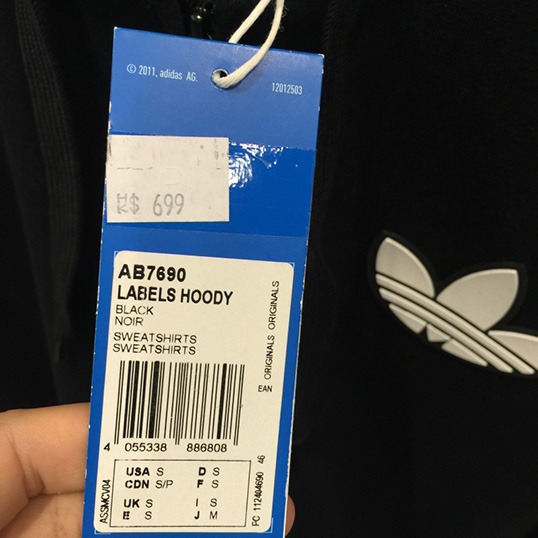 © 2011, adidas AG.
12012503
HK$ 699
AB7690
LABELS HOODY
BLACK
NOIR
SWEATSHIRTS
SWEATSHIRTS
EAN ORIGINALS ORIGINALS
4 055338 886808
USA S D S
CDN S/P F S
UK S I S
E S J M
ASSMCV04
PC 112404690 46